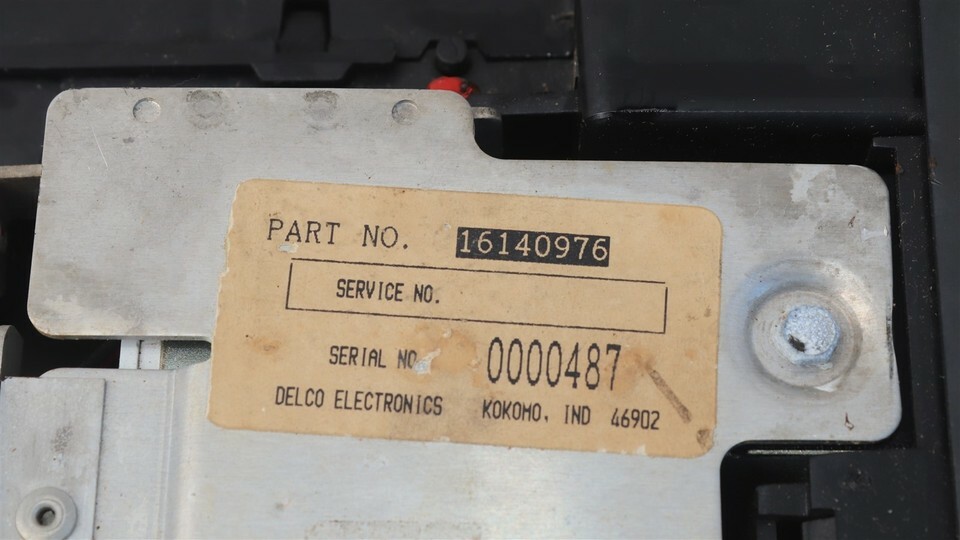 PART NO. 16140976
SERVICE NO.
SERIAL NO. 0000487
DELCO ELECTRONICS KOKOMO, IND 46902